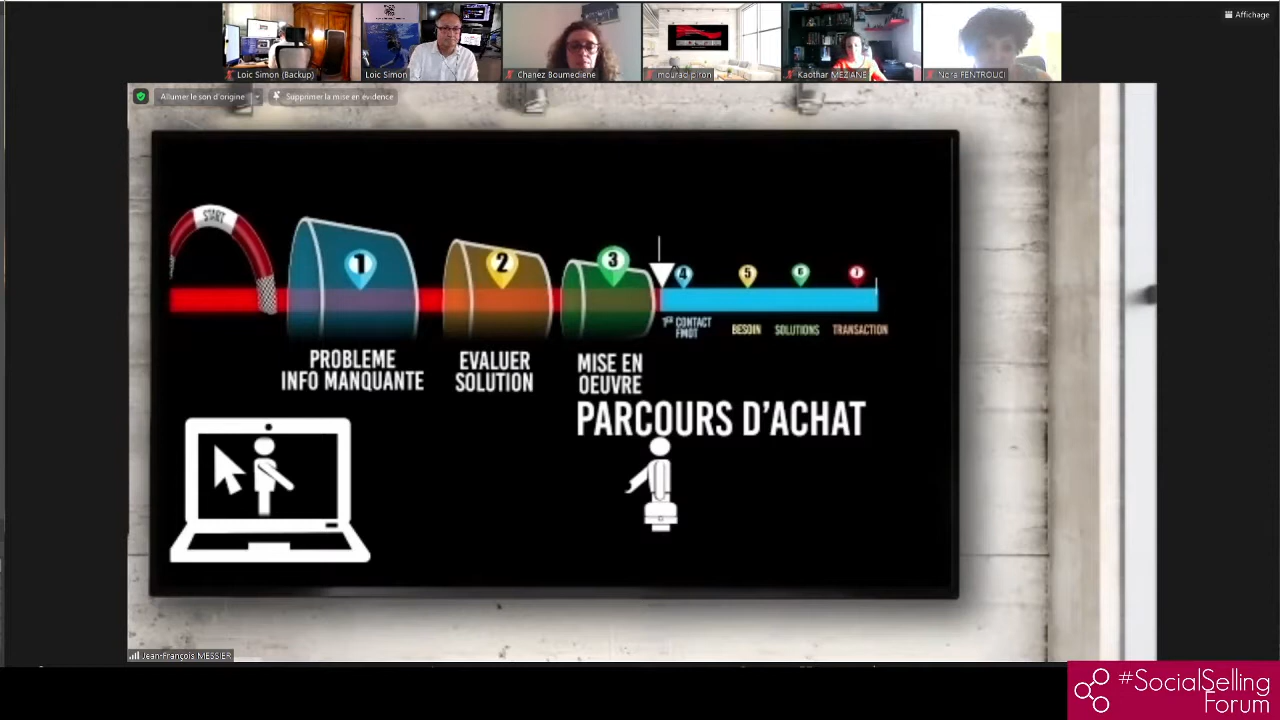 Affichage
Loic Simon (Backup)
Loic Simon
Chanez Boumediene
mourad piron
Kaothar MEZIANE
Nora FENTROUCI
Allumer le son d'origine
Supprimer la mise en évidence
START
1
2
3
4
5
6
7
1ER CONTACT
FMOT
BESOIN
SOLUTIONS
TRANSACTION
PROBLEME
INFO MANQUANTE
EVALUER
SOLUTION
MISE EN
OEUVRE
PARCOURS D'ACHAT
Jean-François MESSIER
#SocialSelling
Forum